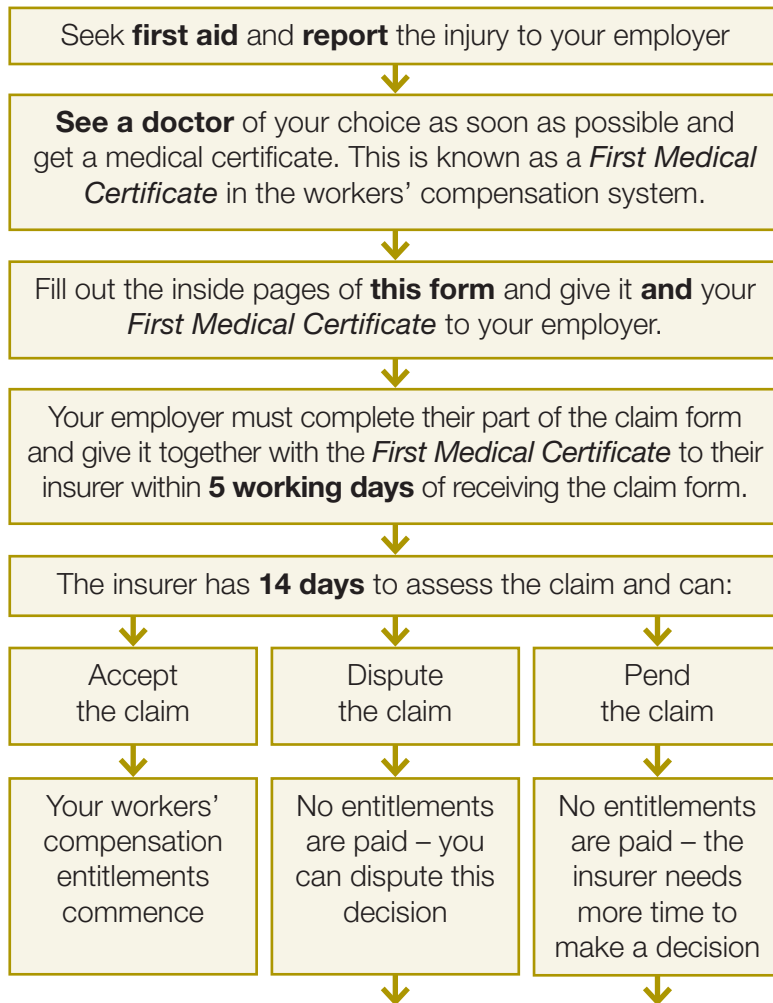 Seek first aid and report the injury to your employer
See a doctor of your choice as soon as possible and
get a medical certificate. This is known as a First Medical
Certificate in the workers’ compensation system.
Fill out the inside pages of this form and give it and your
First Medical Certificate to your employer.
Your employer must complete their part of the claim form
and give it together with the First Medical Certificate to their
insurer within 5 working days of receiving the claim form.
The insurer has 14 days to assess the claim and can:
Accept
the claim
Dispute
the claim
Pend
the claim
Your workers’
compensation
entitlements
commence
No entitlements
are paid – you
can dispute this
decision
No entitlements
are paid – the
insurer needs
more time to
make a decision